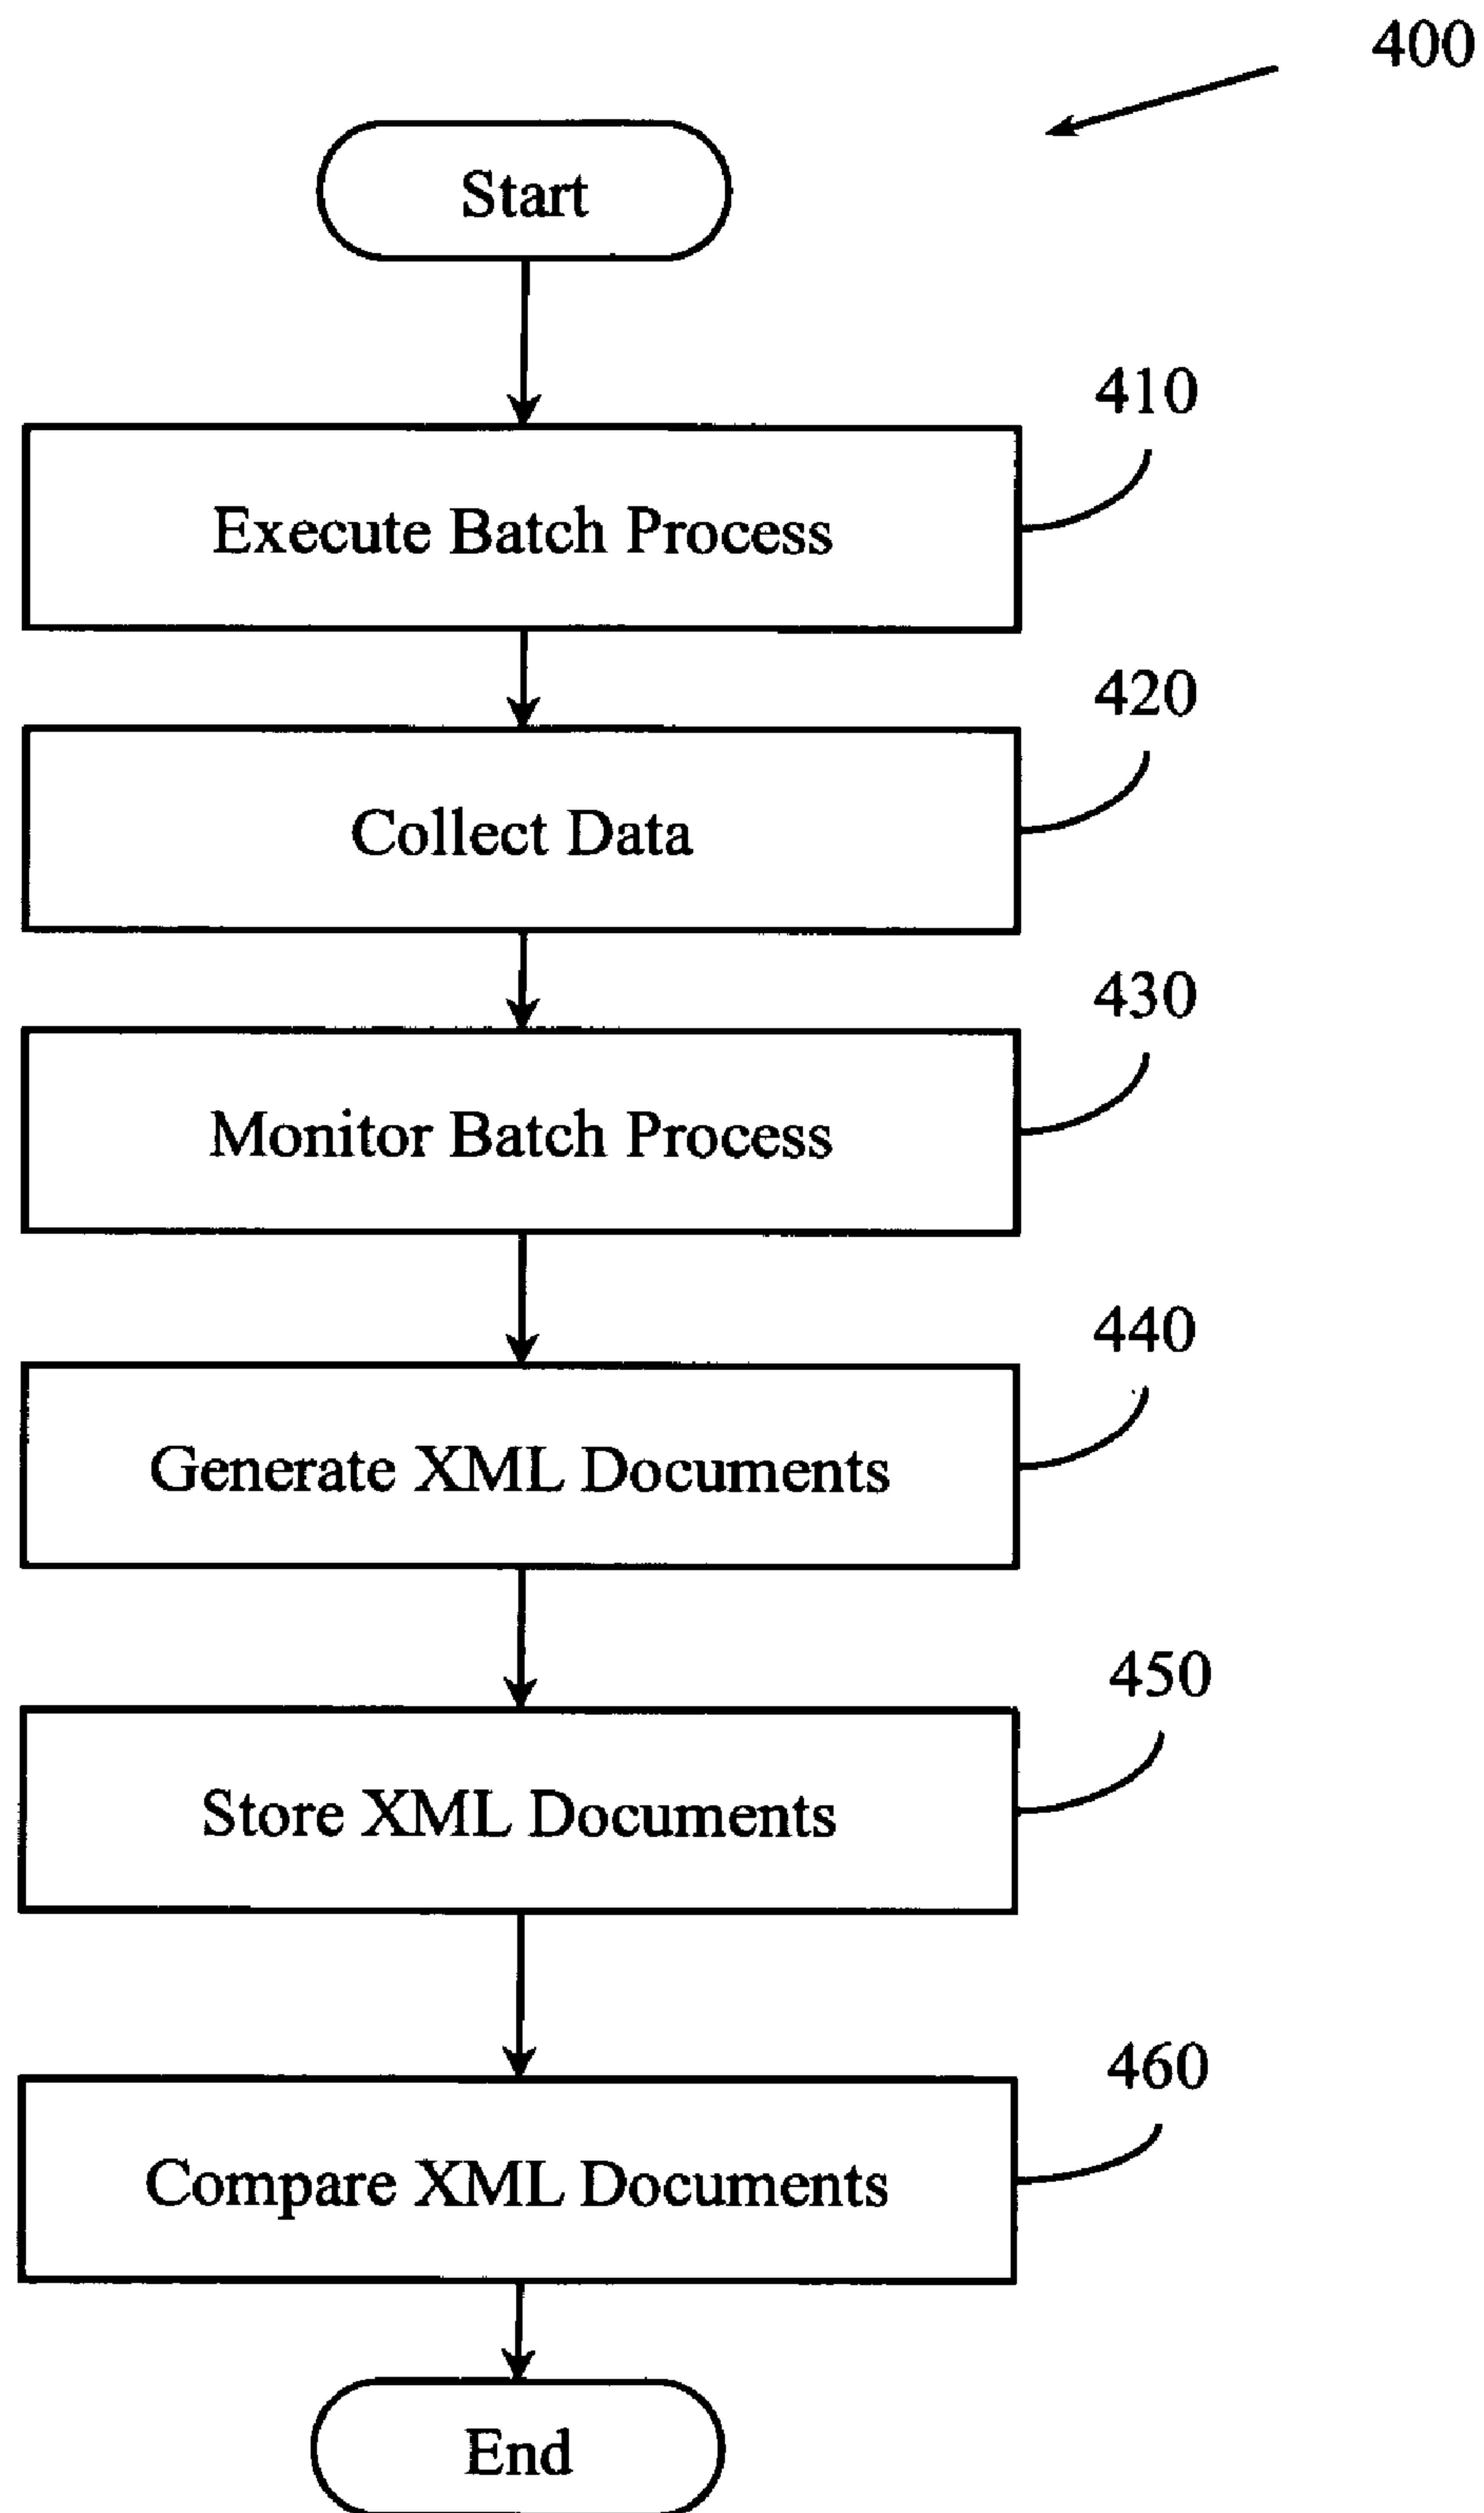 400
Start
410
Execute Batch Process
420
Collect Data
430
Monitor Batch Process
440
Generate XML Documents
450
Store XML Documents
460
Compare XML Documents
End